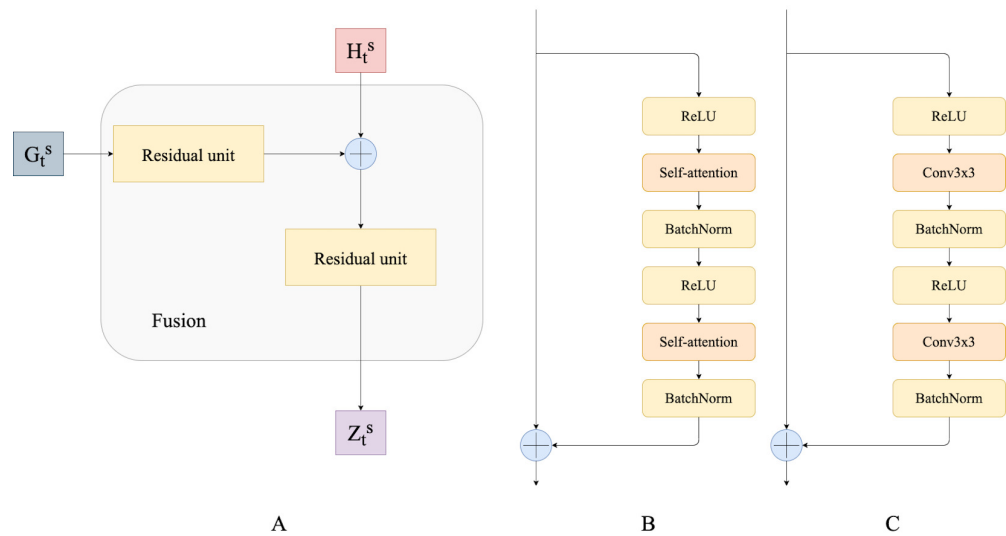 H_t^s
G_t^s
Residual unit
Residual unit
Fusion
Z_t^s
A
ReLU
Self-attention
BatchNorm
ReLU
Self-attention
BatchNorm
B
ReLU
Conv3x3
BatchNorm
ReLU
Conv3x3
BatchNorm
C